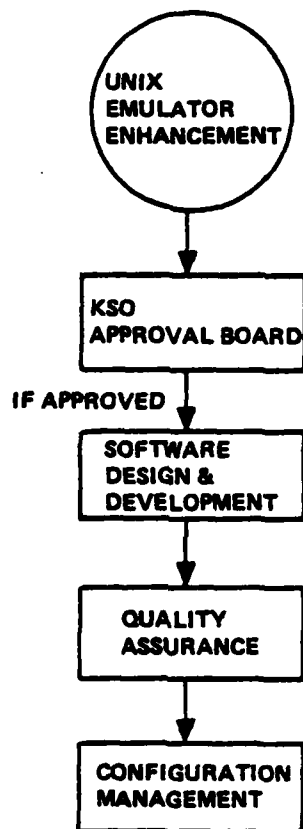 UNIX
EMULATOR
ENHANCEMENT
KSO
APPROVAL BOARD
IF APPROVED
SOFTWARE
DESIGN &
DEVELOPMENT
QUALITY
ASSURANCE
CONFIGURATION
MANAGEMENT